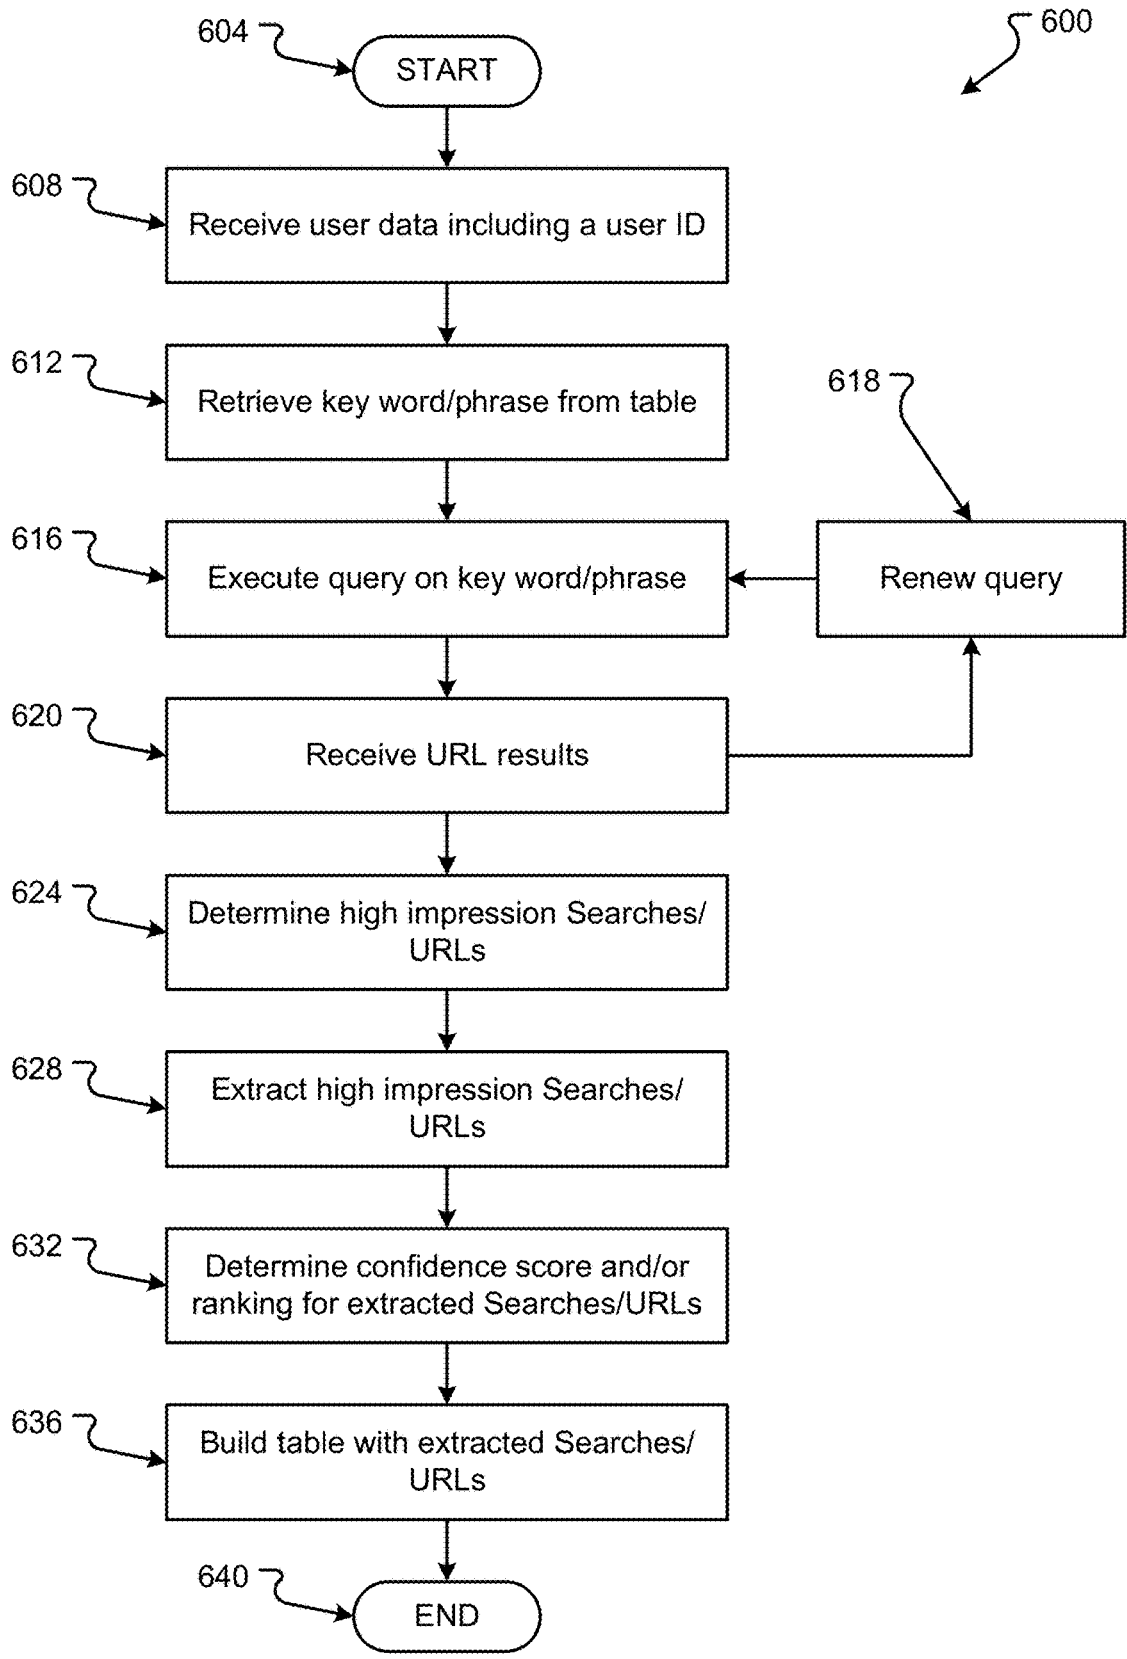 600
604
START
608
Receive user data including a user ID
612
Retrieve key word/phrase from table
616
Execute query on key word/phrase
618
Renew query
620
Receive URL results
624
Determine high impression Searches/
URLs
628
Extract high impression Searches/
URLs
632
Determine confidence score and/or
ranking for extracted Searches/URLs
636
Build table with extracted Searches/
URLs
640
END